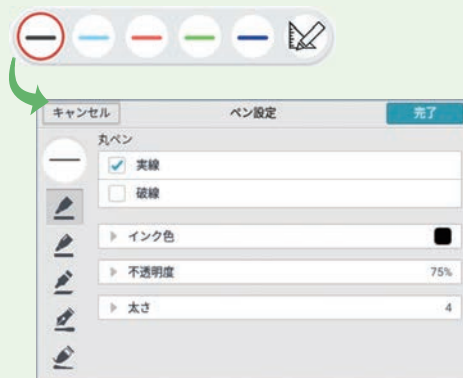 キャンセル ペン設定 完了
丸ペン
実線
破線
インク色
不透明度 75%
太さ 4